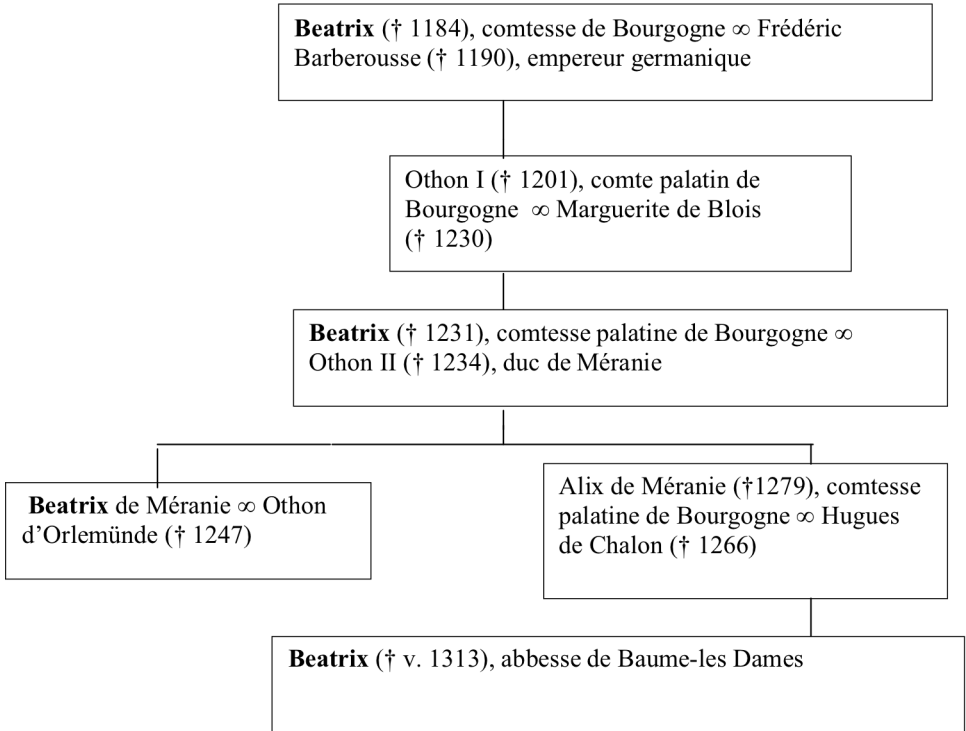 Beatrix († 1184), comtesse de Bourgogne ∞ Frédéric
Barberousse († 1190), empereur germanique
Othon I († 1201), comte palatin de
Bourgogne ∞ Marguerite de Blois
(† 1230)
Beatrix († 1231), comtesse palatine de Bourgogne ∞
Othon II († 1234), duc de Méranie
Beatrix de Méranie ∞ Othon
d’Orlemünde († 1247)
Alix de Méranie (†1279), comtesse
palatine de Bourgogne ∞ Hugues
de Chalon († 1266)
Beatrix († v. 1313), abbesse de Baume-les Dames